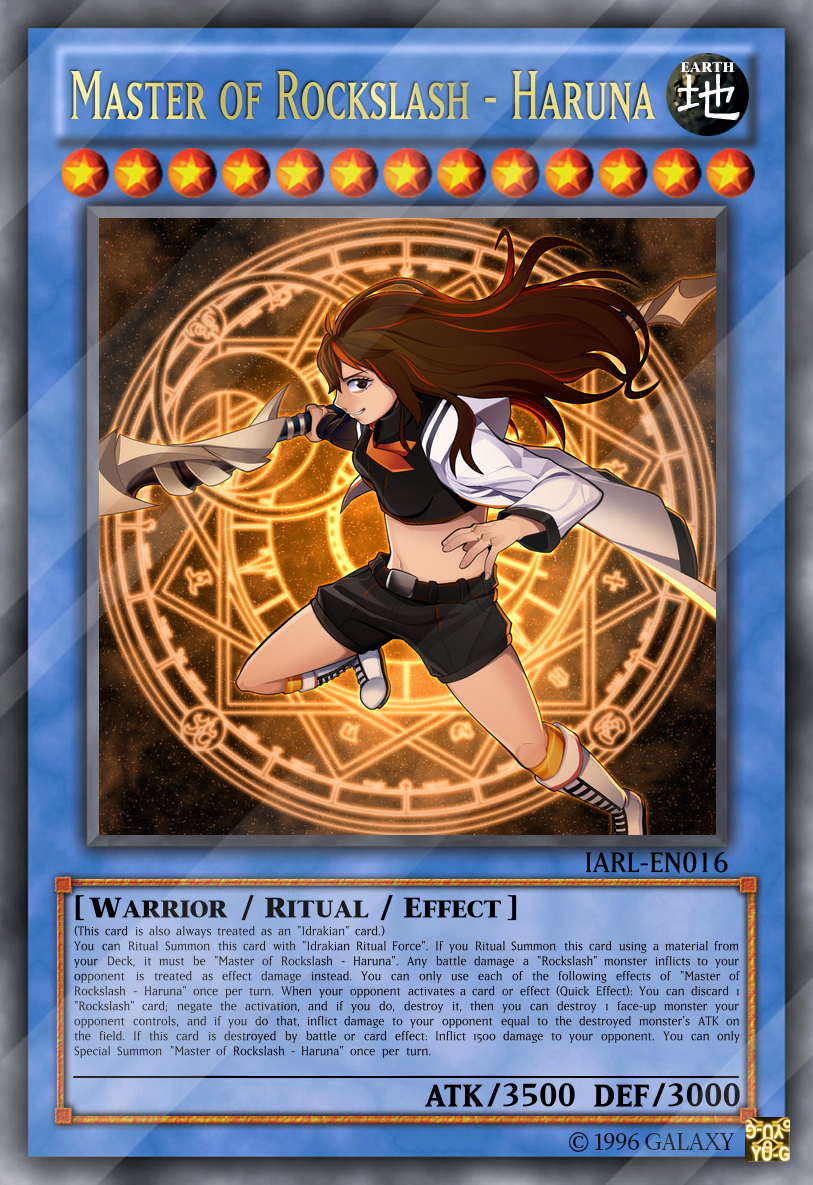 Master of Rockslash - Haruna
EARTH
地
IARL-EN016
[ Warrior / Ritual / Effect ]
(This card is also always treated as an "Idrakian" card.)
You can Ritual Summon this card with "Idrakian Ritual Force". If you Ritual Summon this card using a material from
your Deck, it must be "Master of Rockslash - Haruna". Any battle damage a "Rockslash" monster inflicts to your
opponent is treated as effect damage instead. You can only use each of the following effects of "Master of
Rockslash - Haruna" once per turn. When your opponent activates a card or effect (Quick Effect): You can discard 1
"Rockslash" card; negate the activation, and if you do, destroy it, then you can destroy 1 face-up monster your
opponent controls, and if you do that, inflict damage to your opponent equal to the destroyed monster's ATK on
the field. If this card is destroyed by battle or card effect: Inflict 1500 damage to your opponent. You can only
Special Summon "Master of Rockslash - Haruna" once per turn.
ATK/3500 DEF/3000
© 1996 GALAXY